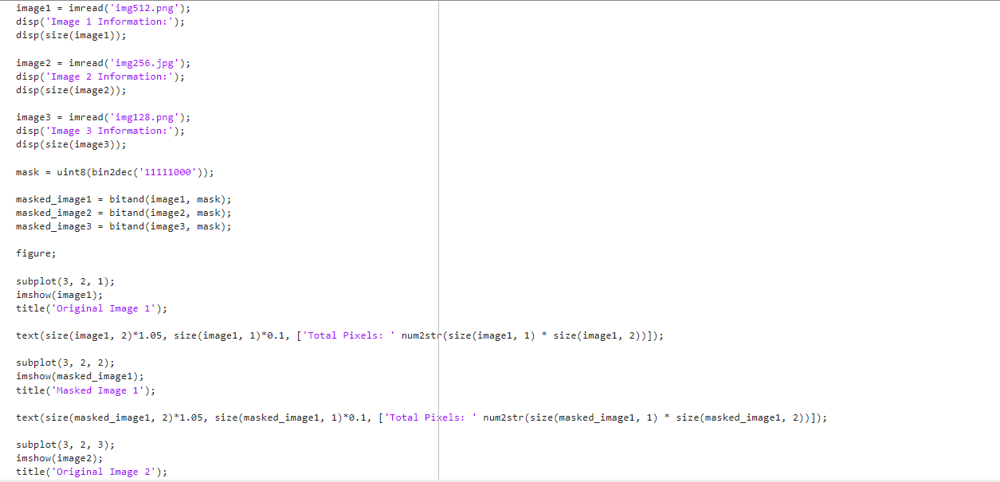 image1 = imread('img512.png');
disp('Image 1 Information:');
disp(size(image1));
image2 = imread('img256.jpg');
disp('Image 2 Information:');
disp(size(image2));
image3 = imread('img128.png');
disp('Image 3 Information:');
disp(size(image3));
mask = uint8(bin2dec('11111000'));
masked_image1 = bitand(image1, mask);
masked_image2 = bitand(image2, mask);
masked_image3 = bitand(image3, mask);
figure;
subplot(3, 2, 1);
imshow(image1);
title('Original Image 1');
text(size(image1, 2)*1.05, size(image1, 1)*0.1, ['Total Pixels: ' num2str(size(image1, 1) * size(image1, 2))]);
subplot(3, 2, 2);
imshow(masked_image1);
title('Masked Image 1');
text(size(masked_image1, 2)*1.05, size(masked_image1, 1)*0.1, ['Total Pixels: ' num2str(size(masked_image1, 1) * size(masked_image1, 2))]);
subplot(3, 2, 3);
imshow(image2);
title('Original Image 2');